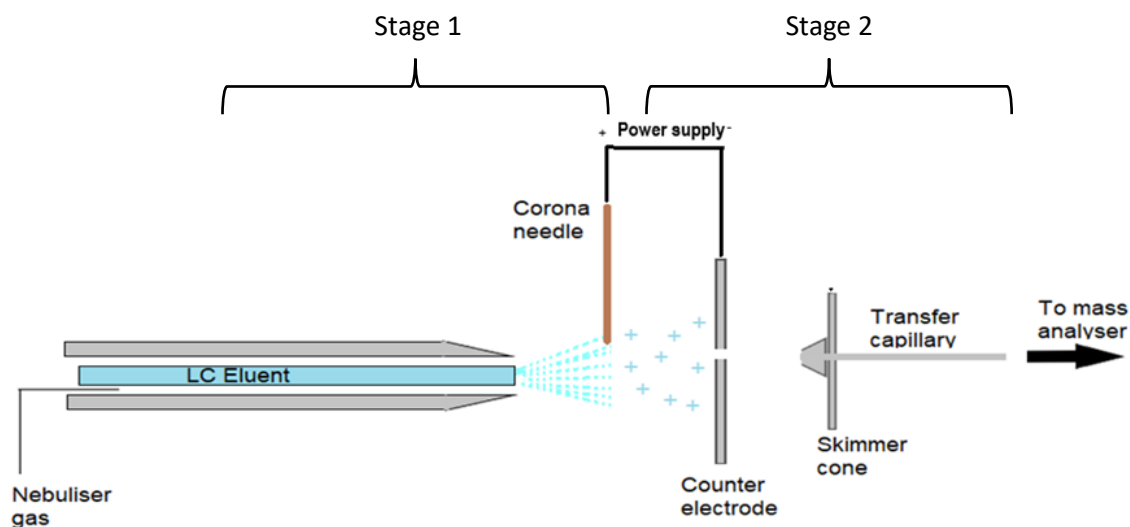 Stage 1
Stage 2
+ Power supply-
Corona
needle
LC Eluent
Transfer
capillary
To mass
analyser
Skimmer
cone
Counter
electrode
Nebuliser
gas
+
+
+
+
+
+
+
+
+